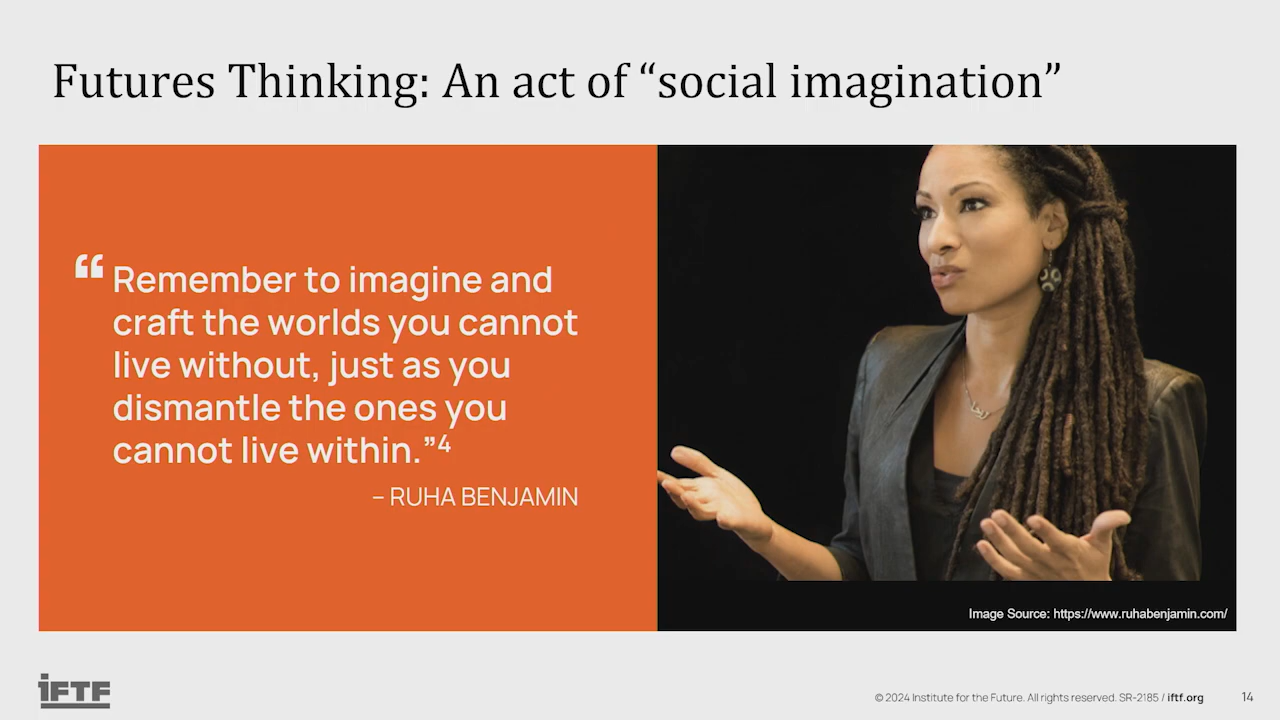 Futures Thinking: An act of “social imagination”
“ Remember to imagine and
craft the worlds you cannot
live without, just as you
dismantle the ones you
cannot live within.”⁴
– RUHA BENJAMIN
Image Source: https://www.ruhabenjamin.com/
IFTF
© 2024 Institute for the Future. All rights reserved. SR-2185 / iftf.org
14